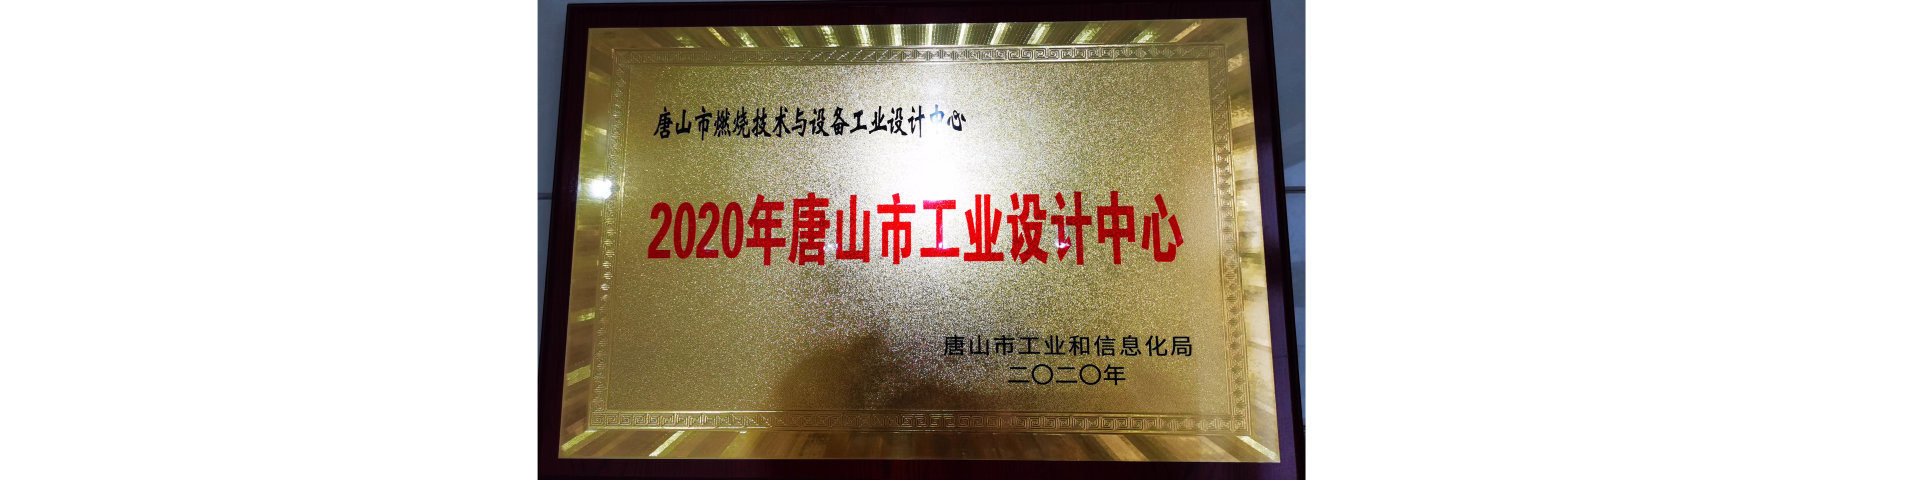 唐山市燃烧技术与设备工业设计中心
2020年唐山市工业设计中心
唐山市工业和信息化局
二〇二〇年